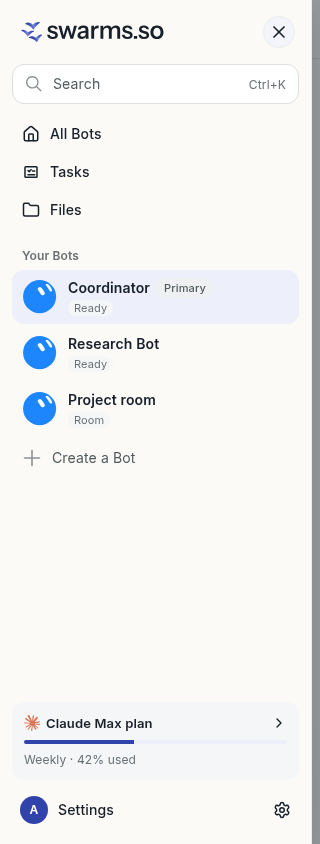 swarms.so
Search Ctrl+K
All Bots
Tasks
Files
Your Bots
Coordinator Primary
Ready
Research Bot
Ready
Project room
Room
Create a Bot
Claude Max plan
Weekly · 42% used
A Settings